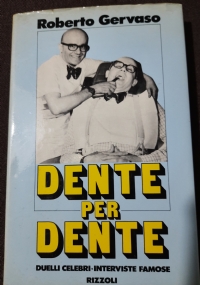 Roberto Gervaso
DENTE
PER
DENTE
DUELLI CELEBRI-INTERVISTE FAMOSE
RIZZOLI